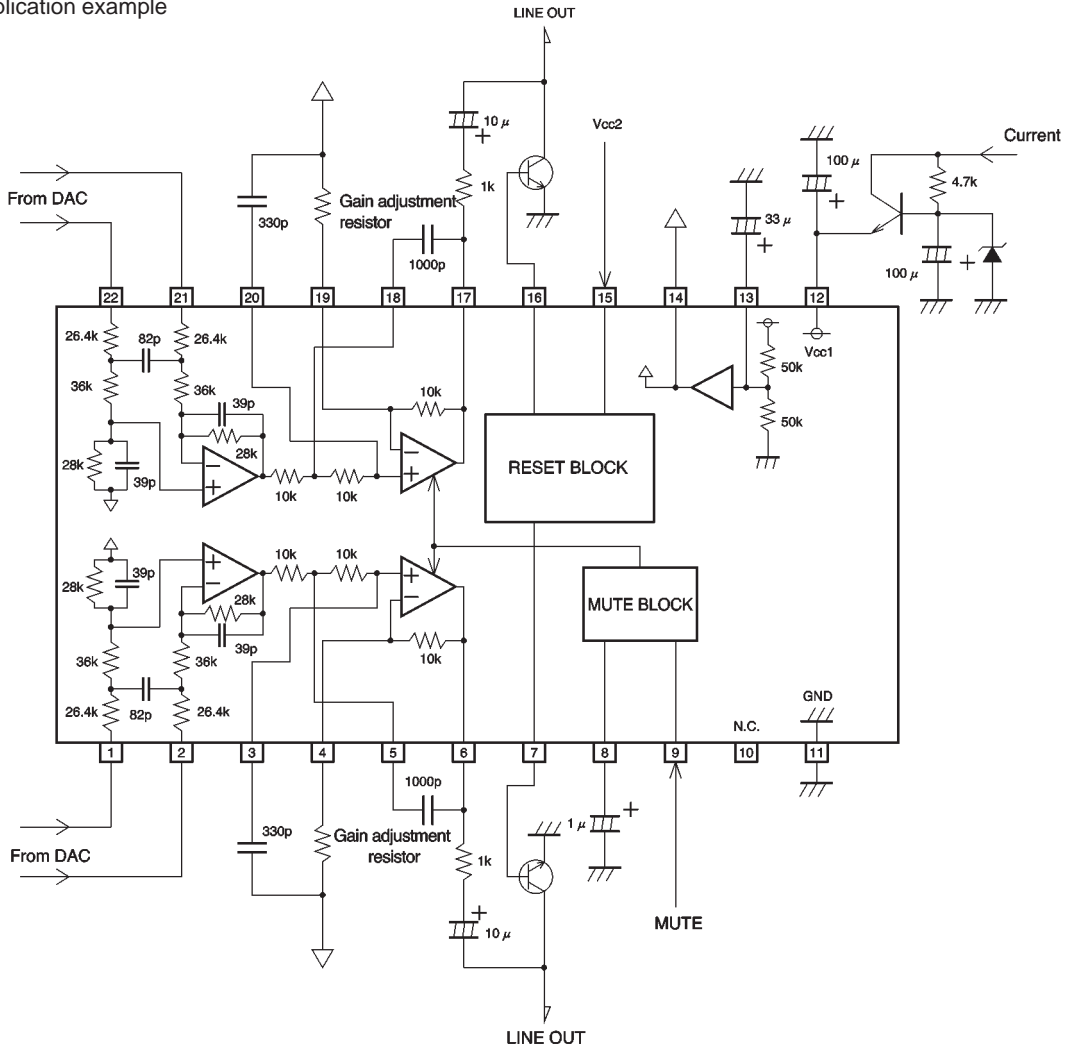 plication example
LINE OUT
10 μ
+
Vcc2
Current
100 μ
+
4.7k
From DAC
330p
Gain adjustment
resistor
1k
1000p
33 μ
+
100 μ
+
22
21
20
19
18
17
16
15
14
13
12
26.4k
82p
26.4k
Vcc1
36k
36k
39p
28k
10k
50k
50k
28k
39p
−
+
10k
10k
−
+
RESET BLOCK
28k
39p
+
−
10k
10k
+
−
28k
39p
MUTE BLOCK
36k
36k
10k
26.4k
82p
26.4k
N.C.
GND
1
2
3
4
5
6
7
8
9
10
11
From DAC
330p
Gain adjustment
resistor
1000p
1k
+
10 μ
1 μ
+
MUTE
LINE OUT